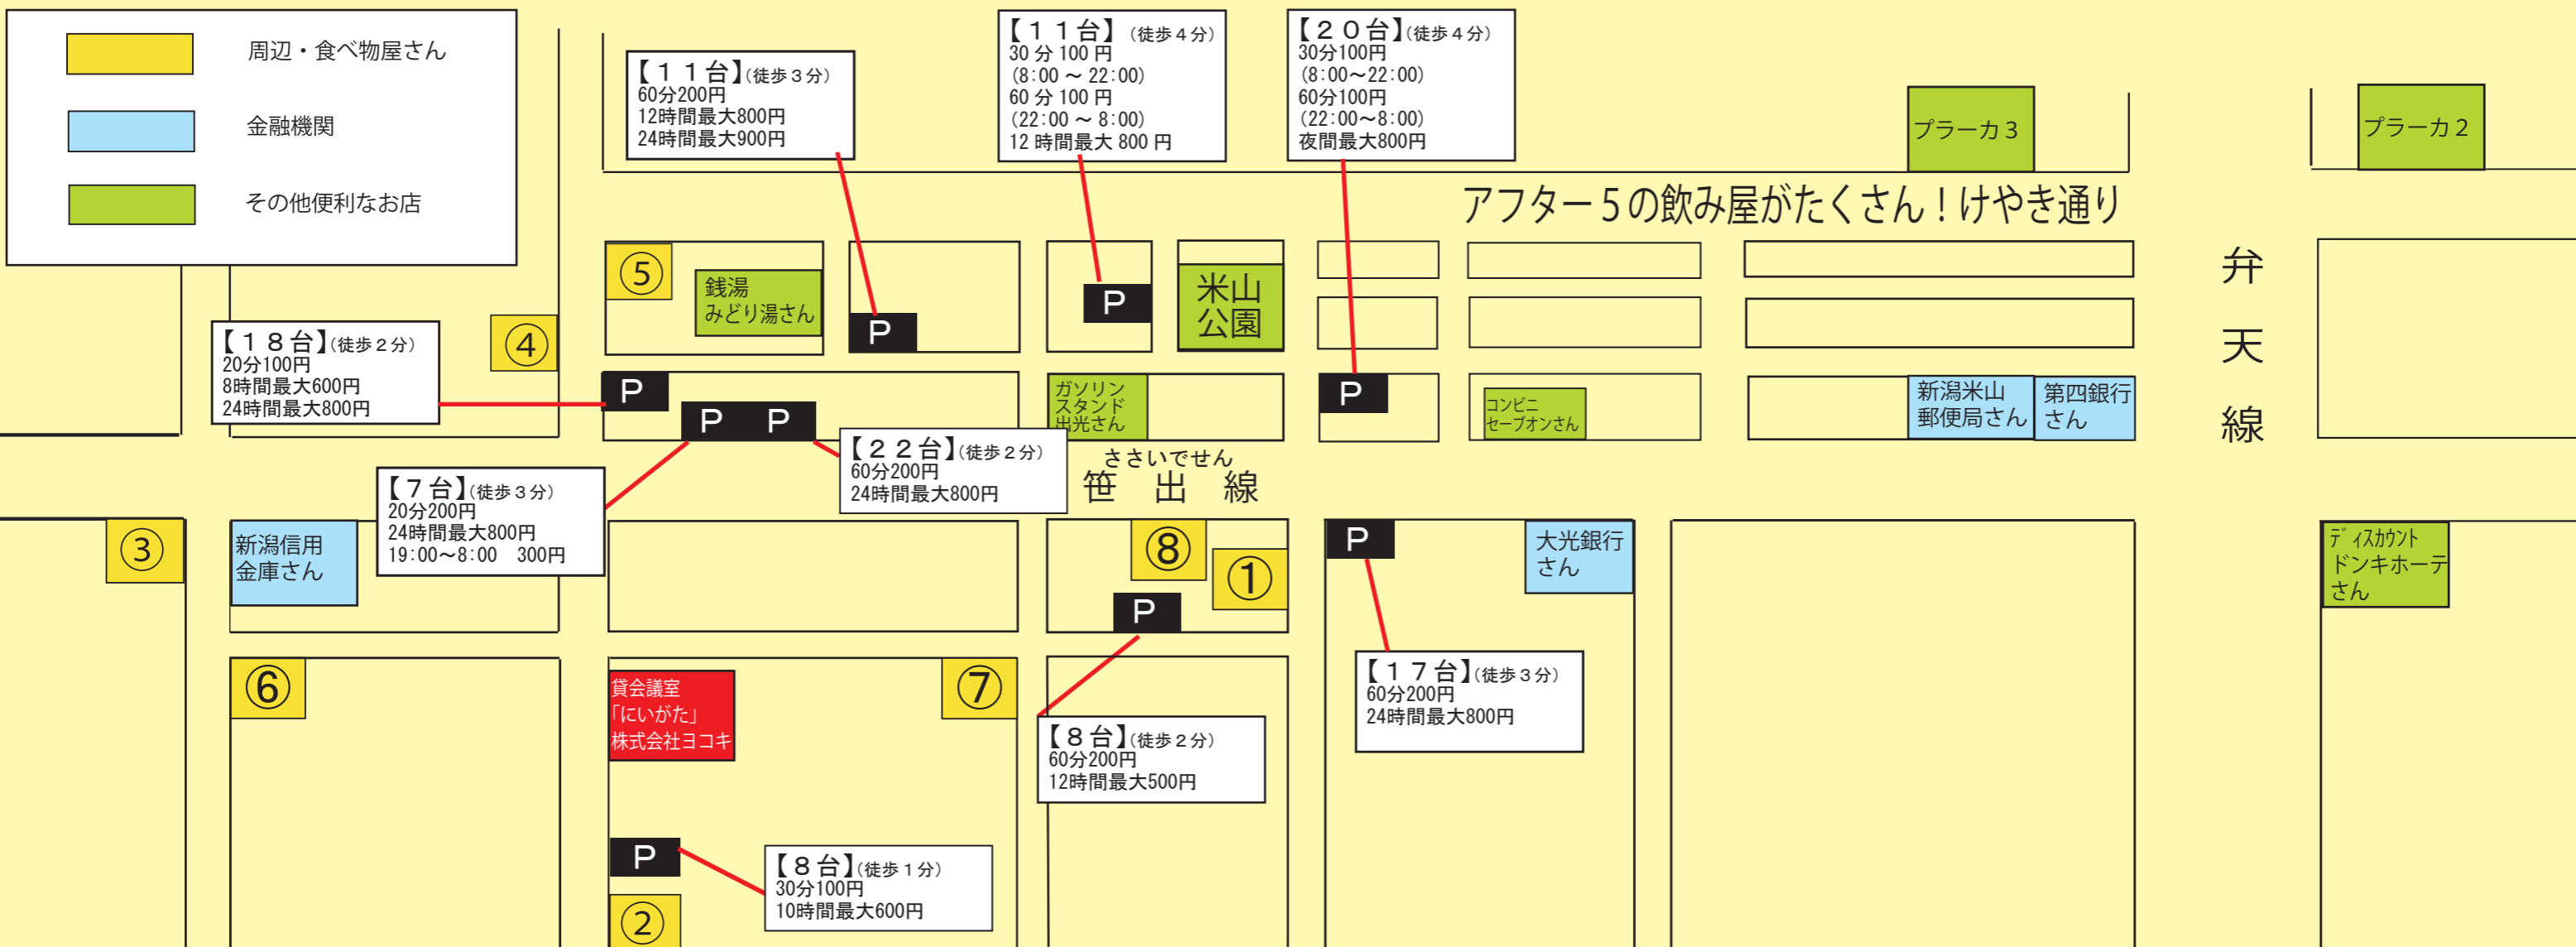 周辺・食べ物屋さん
金融機関
その他便利なお店
【１１台】(徒歩３分)
60分200円
12時間最大800円
24時間最大900円
【１１台】(徒歩４分)
30分100円
(8:00～22:00)
60分100円
(22:00～8:00)
12時間最大800円
【２０台】(徒歩４分)
30分100円
(8:00～22:00)
60分100円
(22:00～8:00)
夜間最大800円
プラーカ３
プラーカ２
アフター５の飲み屋がたくさん！けやき通り
弁
天
線
⑤
銭湯
みどり湯さん
P
P
米山
公園
④
【１８台】(徒歩２分)
20分100円
8時間最大600円
24時間最大800円
P
P P
ガソリン
スタンド
出光さん
P
コンビニ
セーブオンさん
新潟米山
郵便局さん
第四銀行
さん
【２２台】(徒歩２分)
60分200円
24時間最大800円
ささいでせん
笹 出 線
【７台】(徒歩３分)
20分200円
24時間最大800円
19:00～8:00 300円
③
新潟信用
金庫さん
⑧
①
P
P
大光銀行
さん
ディスカウント
ドンキホーテ
さん
⑥
貸会議室
「にいがた」
株式会社ヨコキ
⑦
【８台】(徒歩２分)
60分200円
12時間最大500円
【１７台】(徒歩３分)
60分200円
24時間最大800円
P
【８台】(徒歩１分)
30分100円
10時間最大600円
②